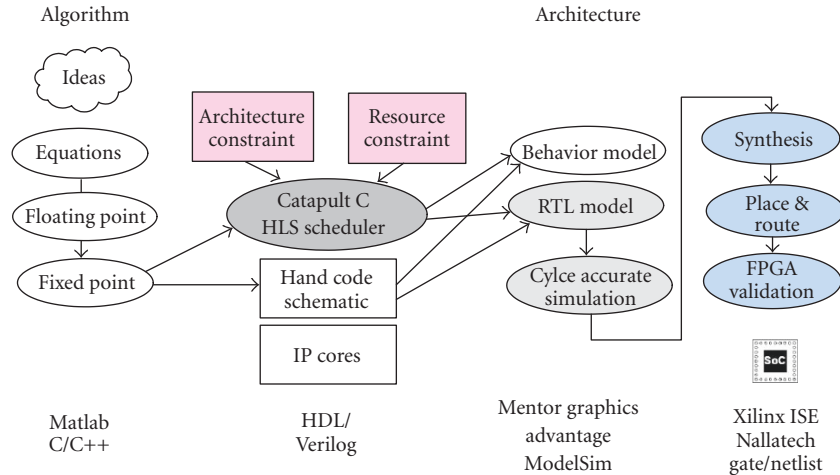 Algorithm
Architecture
Ideas
Equations
Floating point
Fixed point
Architecture
constraint
Resource
constraint
Catapult C
HLS scheduler
Hand code
schematic
IP cores
Behavior model
RTL model
Cylce accurate
simulation
Synthesis
Place &
route
FPGA
validation
SoC
Matlab
C/C++
HDL/
Verilog
Mentor graphics
advantage
ModelSim
Xilinx ISE
Nallatech
gate/netlist